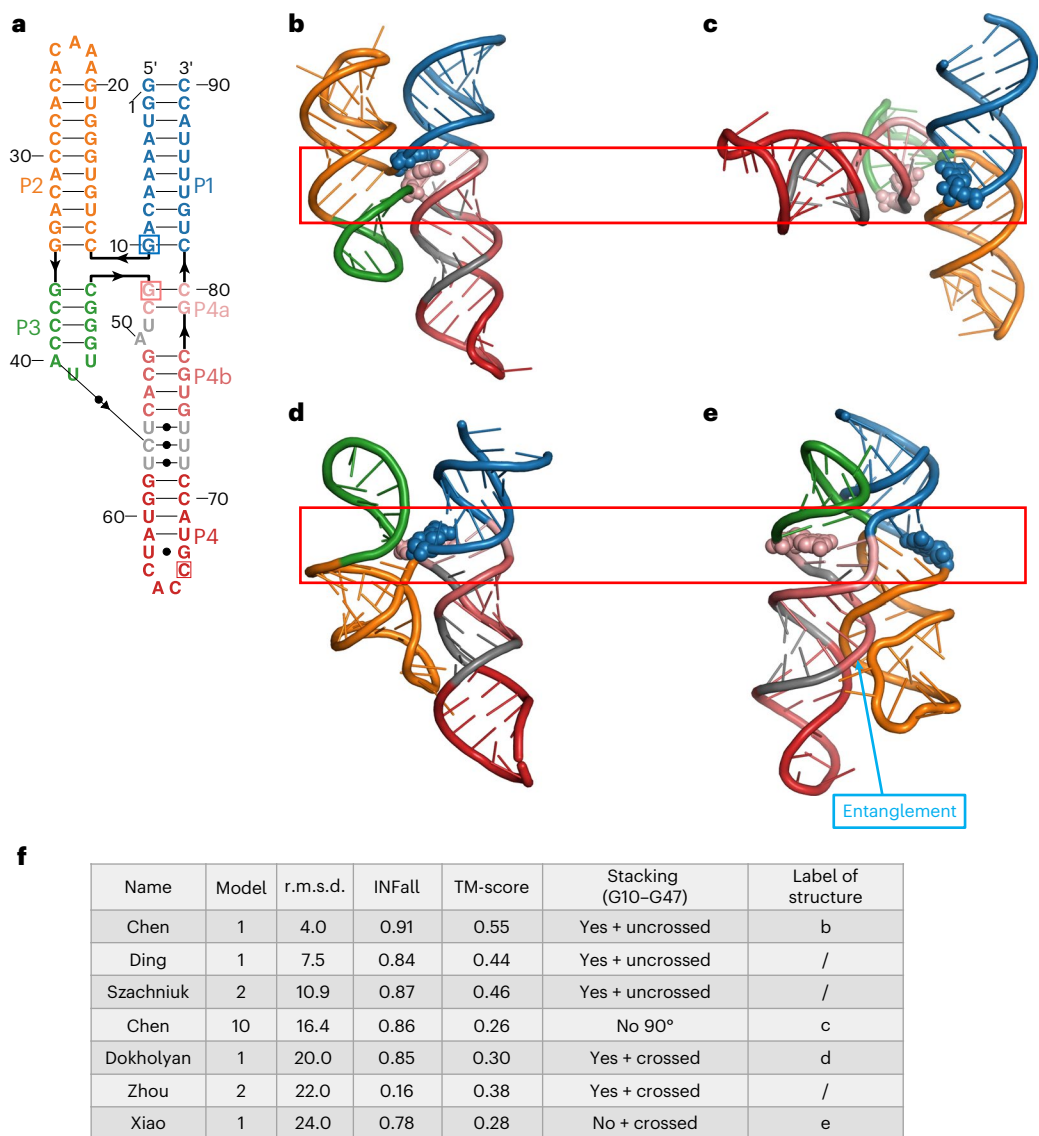 a
b
c
d
e
f
A
C A
A A 5' 3'
C G 20 G C 90
A U 1 G C
C G U A
C G A U
30 C G A U
P2 A U A U P1
C G A U
A U C G
G C A U
G C 10 G C
G C G C 80
C G C G P4a
P3 C G U
50 A
C G G C
40 A U C G P4b
U
A U
C G
U U
C U
U U
G C
G C 70
60 U A
A U P4
U G
C C
A C
Entanglement
Name Model r.m.s.d. INFall TM-score Stacking (G10–G47) Label of structure
Chen 1 4.0 0.91 0.55 Yes + uncrossed b
Ding 1 7.5 0.84 0.44 Yes + uncrossed /
Szachniuk 2 10.9 0.87 0.46 Yes + uncrossed /
Chen 10 16.4 0.86 0.26 No 90° c
Dokholyan 1 20.0 0.85 0.30 Yes + crossed d
Zhou 2 22.0 0.16 0.38 Yes + crossed /
Xiao 1 24.0 0.78 0.28 No + crossed e